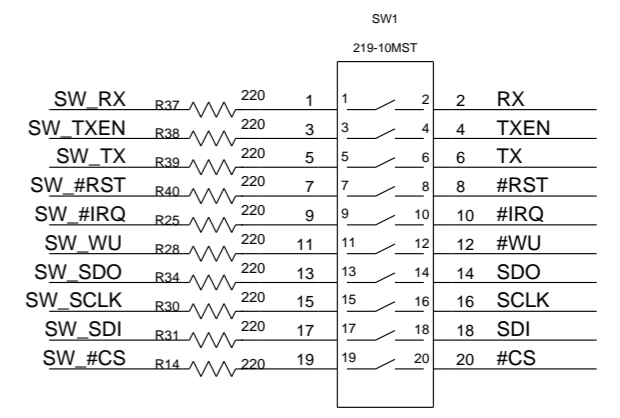 SW1
219-10MST
SW_RX R37 220 1 1 2 2 RX
SW_TXEN R38 220 3 3 4 4 TXEN
SW_TX R39 220 5 5 6 6 TX
SW_#RST R40 220 7 7 8 8 #RST
SW_#IRQ R25 220 9 9 10 10 #IRQ
SW_WU R28 220 11 11 12 12 #WU
SW_SDO R34 220 13 13 14 14 SDO
SW_SCLK R30 220 15 15 16 16 SCLK
SW_SDI R31 220 17 17 18 18 SDI
SW_#CS R14 220 19 19 20 20 #CS